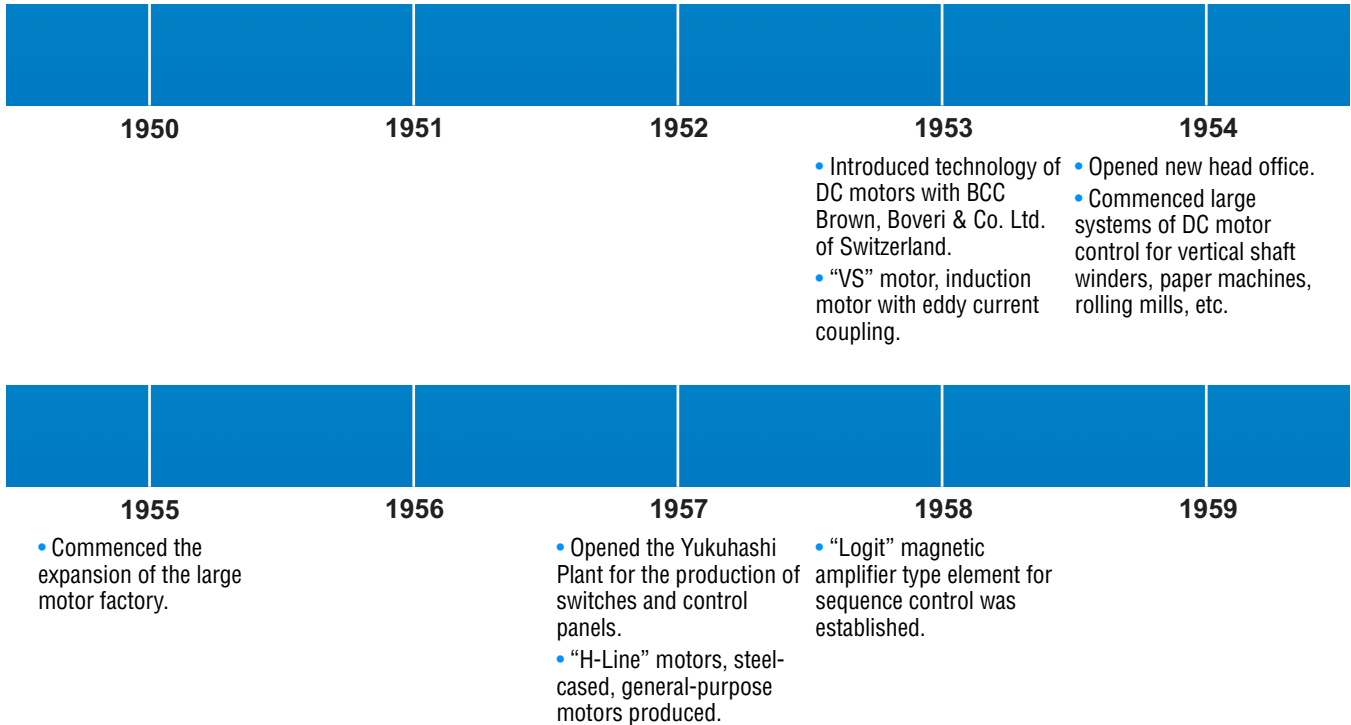 1950
1951
1952
1953
1954
• Introduced technology of
DC motors with BCC
Brown, Boveri & Co. Ltd.
of Switzerland.
• “VS” motor, induction
motor with eddy current
coupling.
• Opened new head office.
• Commenced large
systems of DC motor
control for vertical shaft
winders, paper machines,
rolling mills, etc.
1955
1956
1957
1958
1959
• Commenced the
expansion of the large
motor factory.
• Opened the Yukuhashi
Plant for the production of
switches and control
panels.
• “H-Line” motors, steel-
cased, general-purpose
motors produced.
• “Logit” magnetic
amplifier type element for
sequence control was
established.